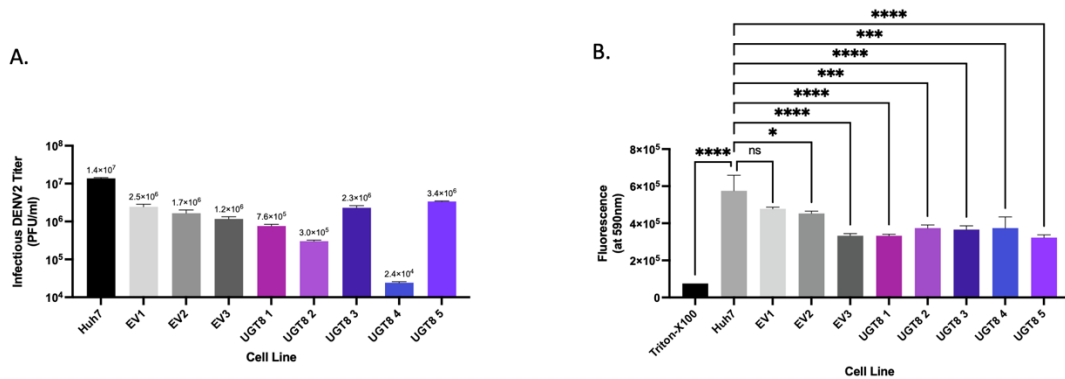 A.
Infectious DENV2 Titer
(PFU/ml)
10⁸
10⁷
10⁶
10⁵
10⁴
1.4×10⁷
2.5×10⁶
1.7×10⁶
1.2×10⁶
7.6×10⁵
3.0×10⁵
2.3×10⁶
2.4×10⁴
3.4×10⁶
Huh7
EV1
EV2
EV3
UGT8 1
UGT8 2
UGT8 3
UGT8 4
UGT8 5
Cell Line
B.
****
***
****
***
****
****
*
**** ns
Fluorescence
(at 590nm)
8×10⁵
6×10⁵
4×10⁵
2×10⁵
0
Triton-X100
Huh7
EV1
EV2
EV3
UGT8 1
UGT8 2
UGT8 3
UGT8 4
UGT8 5
Cell Line